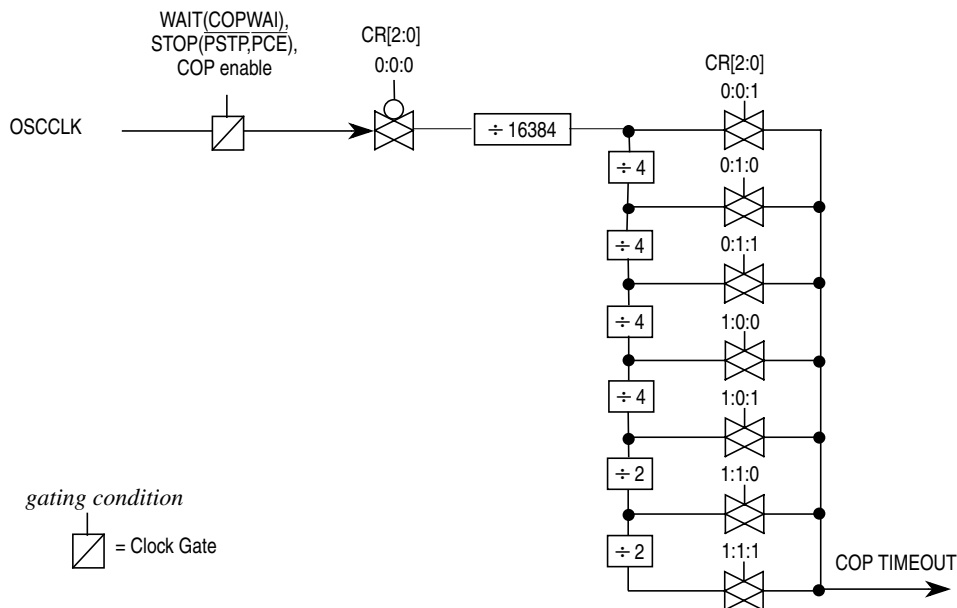 WAIT(COPWAI),
STOP(PSTP,PCE),
COP enable
CR[2:0]
0:0:0
OSCCLK
÷ 16384
CR[2:0]
0:0:1
÷ 4
0:1:0
÷ 4
0:1:1
÷ 4
1:0:0
÷ 4
1:0:1
÷ 2
1:1:0
÷ 2
1:1:1
gating condition
= Clock Gate
COP TIMEOUT